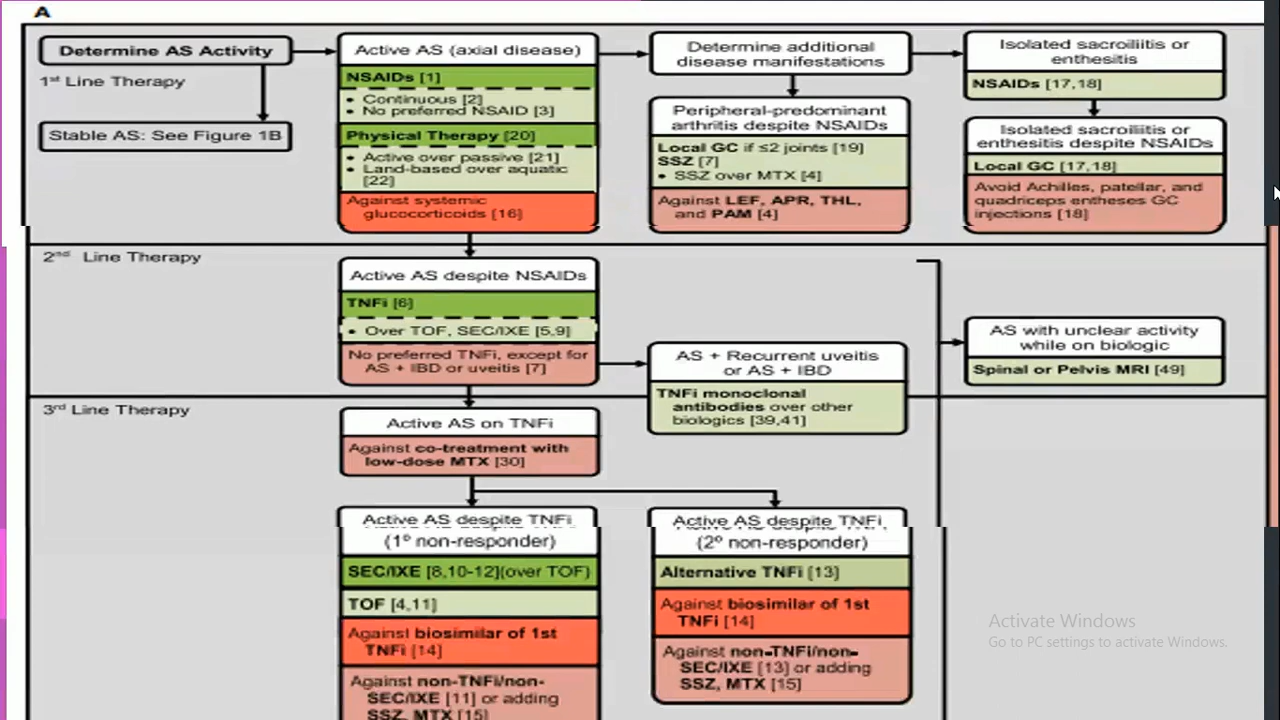 A
Determine AS Activity
1st Line Therapy
Stable AS: See Figure 1B
Active AS (axial disease)
NSAIDs [1]
• Continuous [2]
• No preferred NSAID [3]
Physical Therapy [20]
• Active over passive [21]
• Land-based over aquatic
[22]
Against systemic
glucocorticoids [16]
Determine additional
disease manifestations
Peripheral-predominant
arthritis despite NSAIDs
Local GC if ≤2 joints [19]
SSZ [7]
• SSZ over MTX [4]
Against LEF, APR, THL,
and PAM [4]
Isolated sacroiliitis or
enthesitis
NSAIDs [17,18]
Isolated sacroiliitis or
enthesitis despite NSAIDs
Local GC [17,18]
Avoid Achilles, patellar, and
quadriceps entheses GC
injections [18]
2nd Line Therapy
Active AS despite NSAIDs
TNFi [6]
• Over TOF, SEC/IXE [5,9]
No preferred TNFi, except for
AS + IBD or uveitis [7]
AS + Recurrent uveitis
or AS + IBD
TNFi monoclonal
antibodies over other
biologics [39,41]
AS with unclear activity
while on biologic
Spinal or Pelvis MRI [49]
3rd Line Therapy
Active AS on TNFi
Against co-treatment with
low-dose MTX [30]
Active AS despite TNFi
(1º non-responder)
SEC/IXE [8,10-12](over TOF)
TOF [4,11]
Against biosimilar of 1st
TNFi [14]
Against non-TNFi/non-
SEC/IXE [11] or adding
SSZ, MTX [15]
Active AS despite TNFi
(2º non-responder)
Alternative TNFi [13]
Against biosimilar of 1st
TNFi [14]
Against non-TNFi/non-
SEC/IXE [13] or adding
SSZ, MTX [15]
Activate Windows
Go to PC settings to activate Windows.